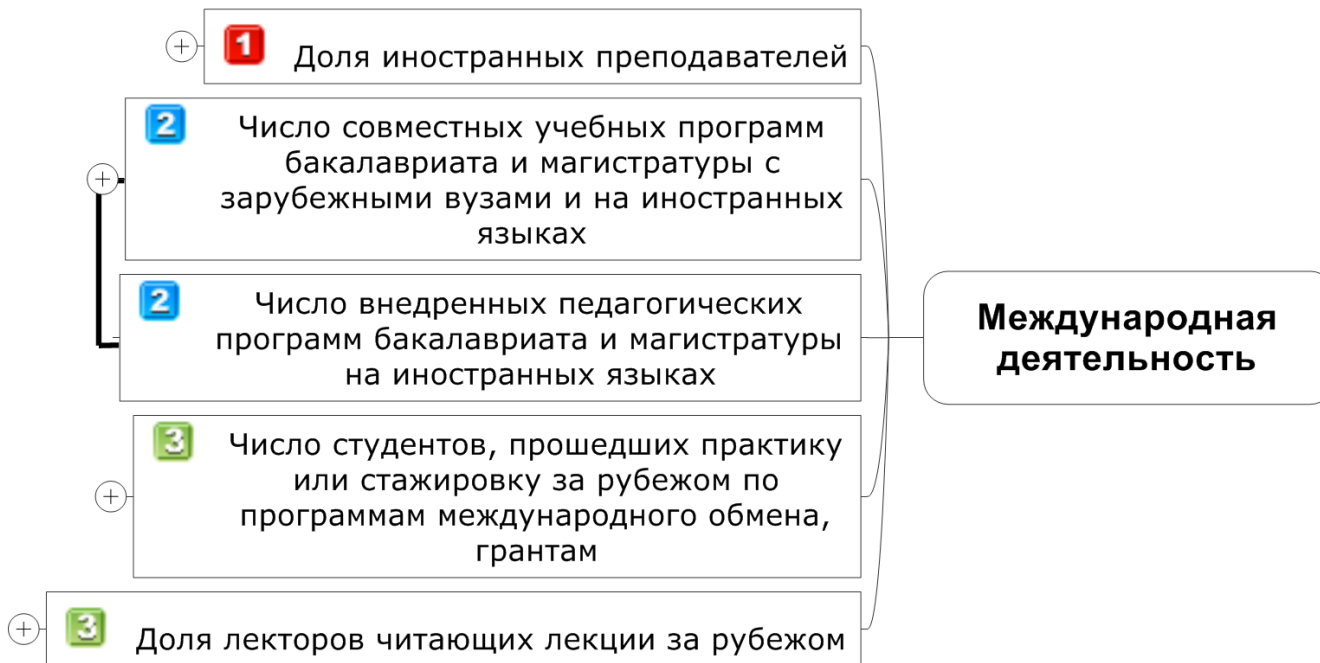 1
Доля иностранных преподавателей
2
Число совместных учебных программ
бакалавриата и магистратуры с
зарубежными вузами и на иностранных
языках
2
Число внедренных педагогических
программ бакалавриата и магистратуры
на иностранных языках
3
Число студентов, прошедших практику
или стажировку за рубежом по
программам международного обмена,
грантам
3
Доля лекторов читающих лекции за рубежом
Международная
деятельность